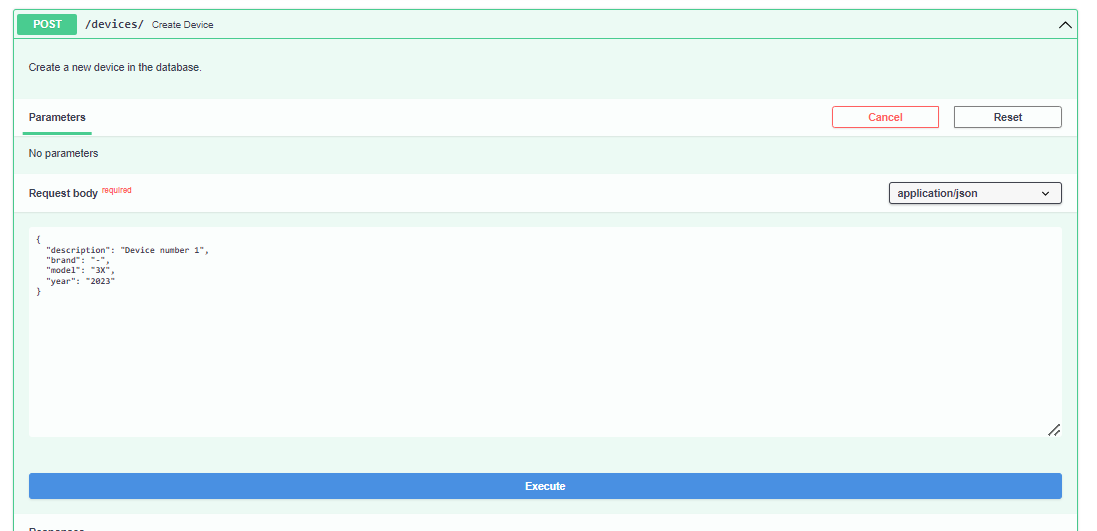 POST /devices/ Create Device
Create a new device in the database.
Parameters
Cancel
Reset
No parameters
Request body required
application/json
{
  "description": "Device number 1",
  "brand": "-",
  "model": "3X",
  "year": "2023"
}
Execute
Responses